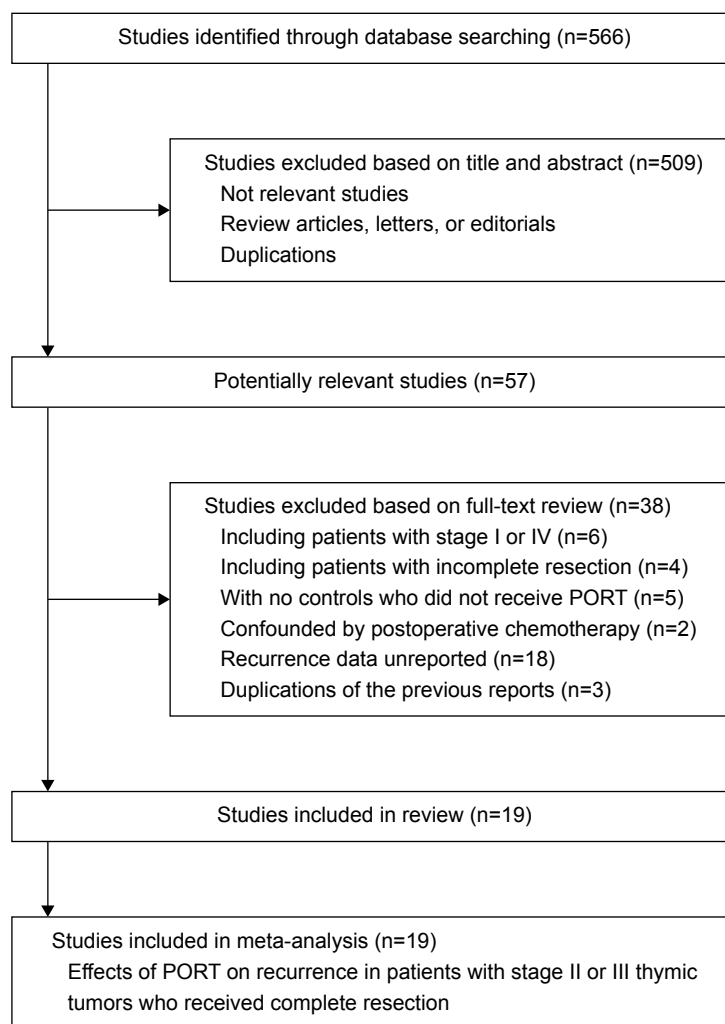 Studies identified through database searching (n=566)
Studies excluded based on title and abstract (n=509)
Not relevant studies
Review articles, letters, or editorials
Duplications
Potentially relevant studies (n=57)
Studies excluded based on full-text review (n=38)
Including patients with stage I or IV (n=6)
Including patients with incomplete resection (n=4)
With no controls who did not receive PORT (n=5)
Confounded by postoperative chemotherapy (n=2)
Recurrence data unreported (n=18)
Duplications of the previous reports (n=3)
Studies included in review (n=19)
Studies included in meta-analysis (n=19)
Effects of PORT on recurrence in patients with stage II or III thymic
tumors who received complete resection